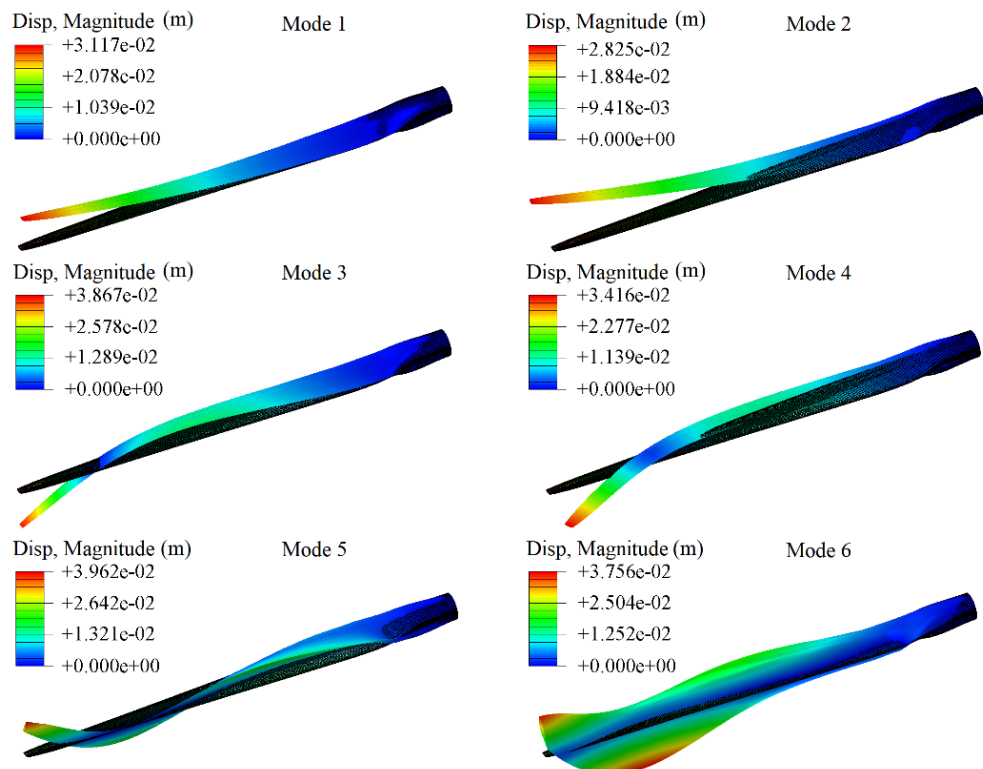 Disp, Magnitude (m) Mode 1
+3.117e-02
+2.078e-02
+1.039e-02
+0.000e+00
Disp, Magnitude (m) Mode 2
+2.825e-02
+1.884e-02
+9.418e-03
+0.000e+00
Disp, Magnitude (m) Mode 3
+3.867e-02
+2.578e-02
+1.289e-02
+0.000e+00
Disp, Magnitude (m) Mode 4
+3.416e-02
+2.277e-02
+1.139e-02
+0.000e+00
Disp, Magnitude (m) Mode 5
+3.962e-02
+2.642e-02
+1.321e-02
+0.000e+00
Disp, Magnitude (m) Mode 6
+3.756e-02
+2.504e-02
+1.252e-02
+0.000e+00